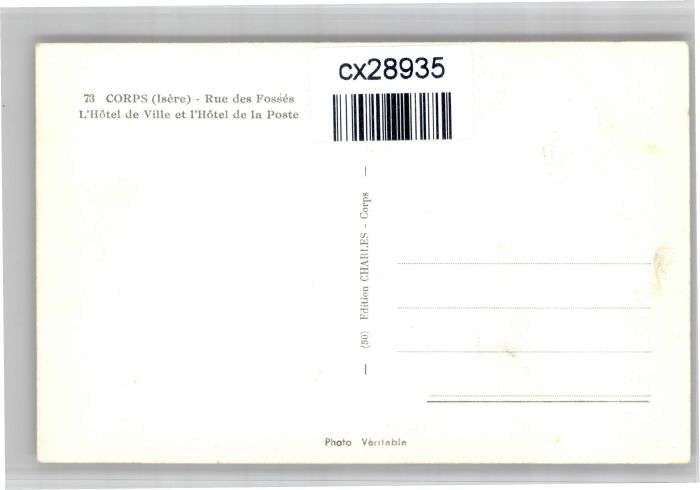 cx28935
73 CORPS (Isère) - Rue des Fossés
L'Hôtel de Ville et l'Hôtel de la Poste
— (50) Edition CHARLES - Corps —
Photo Véritable